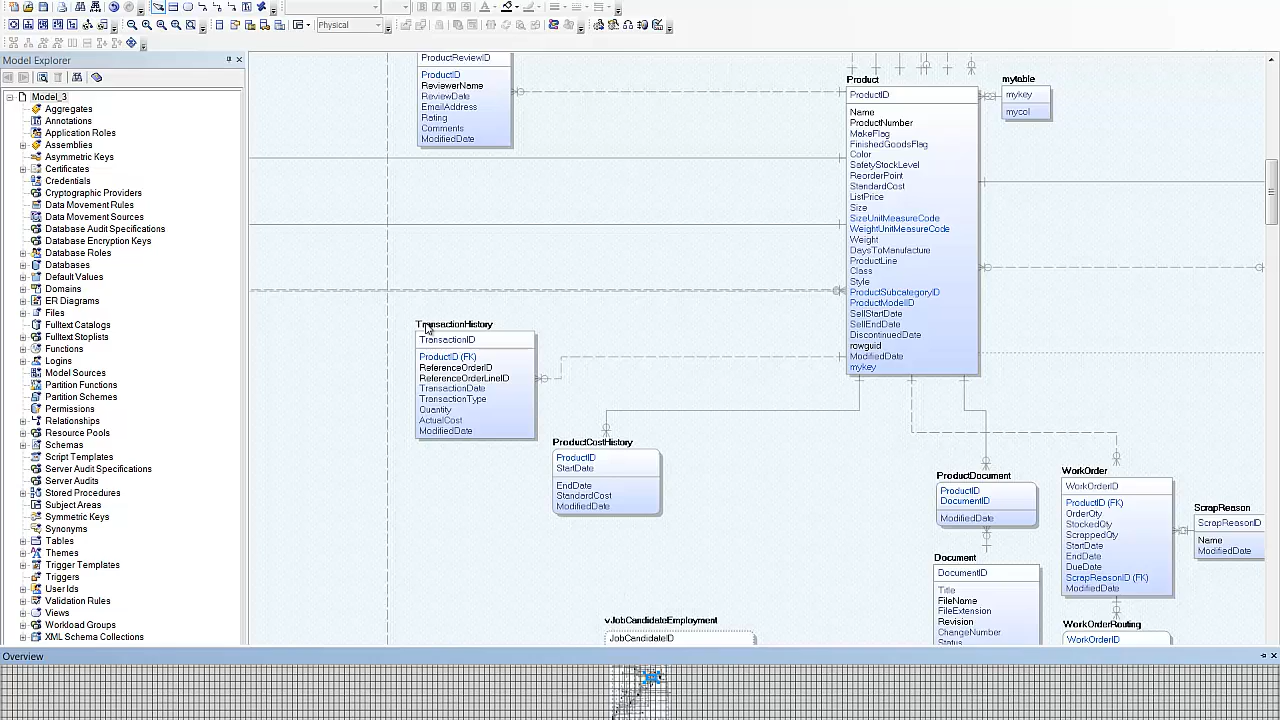 Physical
Model Explorer
Model_3
Aggregates
Annotations
Application Roles
Assemblies
Asymmetric Keys
Certificates
Credentials
Cryptographic Providers
Data Movement Rules
Data Movement Sources
Database Audit Specifications
Database Encryption Keys
Database Roles
Databases
Default Values
Domains
ER Diagrams
Files
Fulltext Catalogs
Fulltext Stoplists
Functions
Logins
Model Sources
Partition Functions
Partition Schemes
Permissions
Relationships
Resource Pools
Schemas
Script Templates
Server Audit Specifications
Server Audits
Stored Procedures
Subject Areas
Symmetric Keys
Synonyms
Tables
Themes
Trigger Templates
Triggers
User Ids
Validation Rules
Views
Workload Groups
XML Schema Collections
ProductReviewID
ProductID
ReviewerName
ReviewDate
EmailAddress
Rating
Comments
ModifiedDate
Product
ProductID
Name
ProductNumber
MakeFlag
FinishedGoodsFlag
Color
SafetyStockLevel
ReorderPoint
StandardCost
ListPrice
Size
SizeUnitMeasureCode
WeightUnitMeasureCode
Weight
DaysToManufacture
ProductLine
Class
Style
ProductSubcategoryID
ProductModelID
SellStartDate
SellEndDate
DiscontinuedDate
rowguid
ModifiedDate
mykey
mytable
mykey
mycol
TransactionHistory
TransactionID
ProductID (FK)
ReferenceOrderID
ReferenceOrderLineID
TransactionDate
TransactionType
Quantity
ActualCost
ModifiedDate
ProductCostHistory
ProductID
StartDate
EndDate
StandardCost
ModifiedDate
ProductDocument
ProductID
DocumentID
ModifiedDate
WorkOrder
WorkOrderID
ProductID (FK)
OrderQty
StockedQty
ScrappedQty
StartDate
EndDate
DueDate
ScrapReasonID (FK)
ModifiedDate
ScrapReason
ScrapReasonID
Name
ModifiedDate
Document
DocumentID
Title
FileName
FileExtension
Revision
ChangeNumber
Status
WorkOrderRouting
WorkOrderID
vJobCandidateEmployment
JobCandidateID
Overview